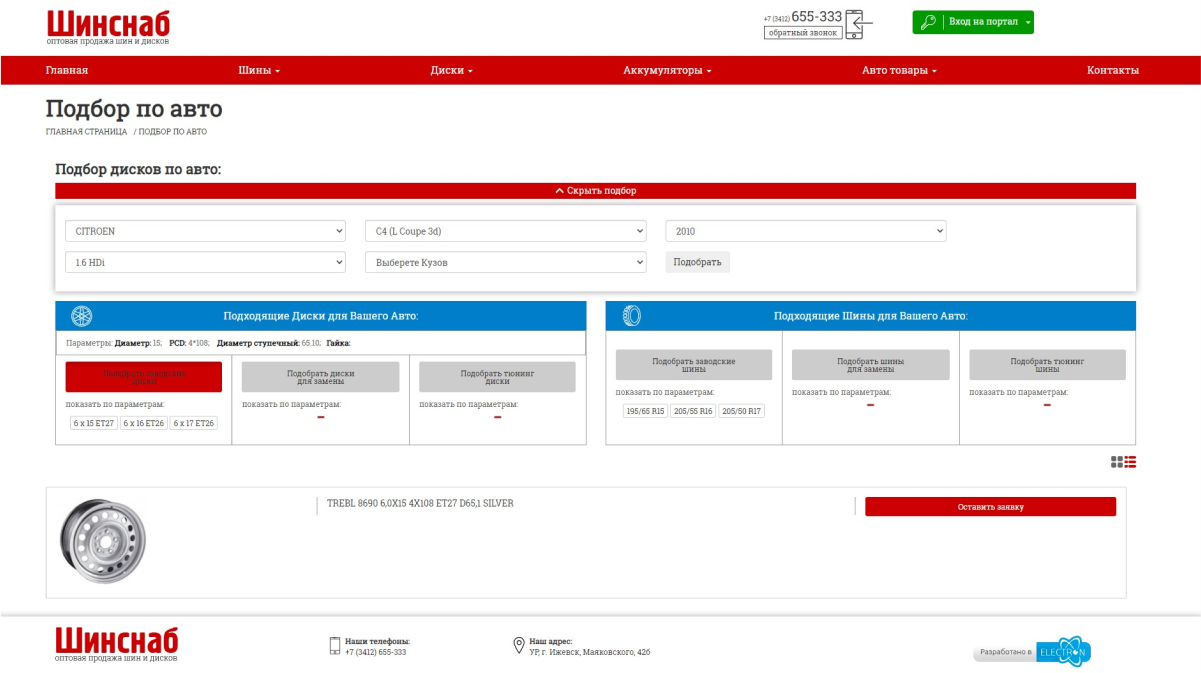 Шинснаб
оптовая продажа шин и дисков
+7 (3412) 655-333
обратный звонок
Вход на портал
Главная Шины Диски Аккумуляторы Авто товары Контакты
Подбор по авто
ГЛАВНАЯ СТРАНИЦА / ПОДБОР ПО АВТО
Подбор дисков по авто:
Скрыть подбор
CITROEN C4 (L Coupe 3d) 2010
1.6 HDi Выберете Кузов Подобрать
Подходящие Диски для Вашего Авто:
Параметры: Диаметр: 15; PCD: 4*108; Диаметр ступечный: 65.10; Гайка:
Подобрать заводские
диски
показать по параметрам:
6 x 15 ET27 6 x 16 ET26 6 x 17 ET26
Подобрать диски
для замены
показать по параметрам:
–
Подобрать тюнинг
диски
показать по параметрам:
–
Подходящие Шины для Вашего Авто:
Подобрать заводские
шины
показать по параметрам:
195/65 R15 205/55 R16 205/50 R17
Подобрать шины
для замены
показать по параметрам:
–
Подобрать тюнинг
шины
показать по параметрам:
–
TREBL 8690 6,0X15 4X108 ET27 D65,1 SILVER
Оставить заявку
Шинснаб
оптовая продажа шин и дисков
Наши телефоны:
+7 (3412) 655-333
Наш адрес:
УР, г. Ижевск, Маяковского, 42б
Разработано в ELECTRON